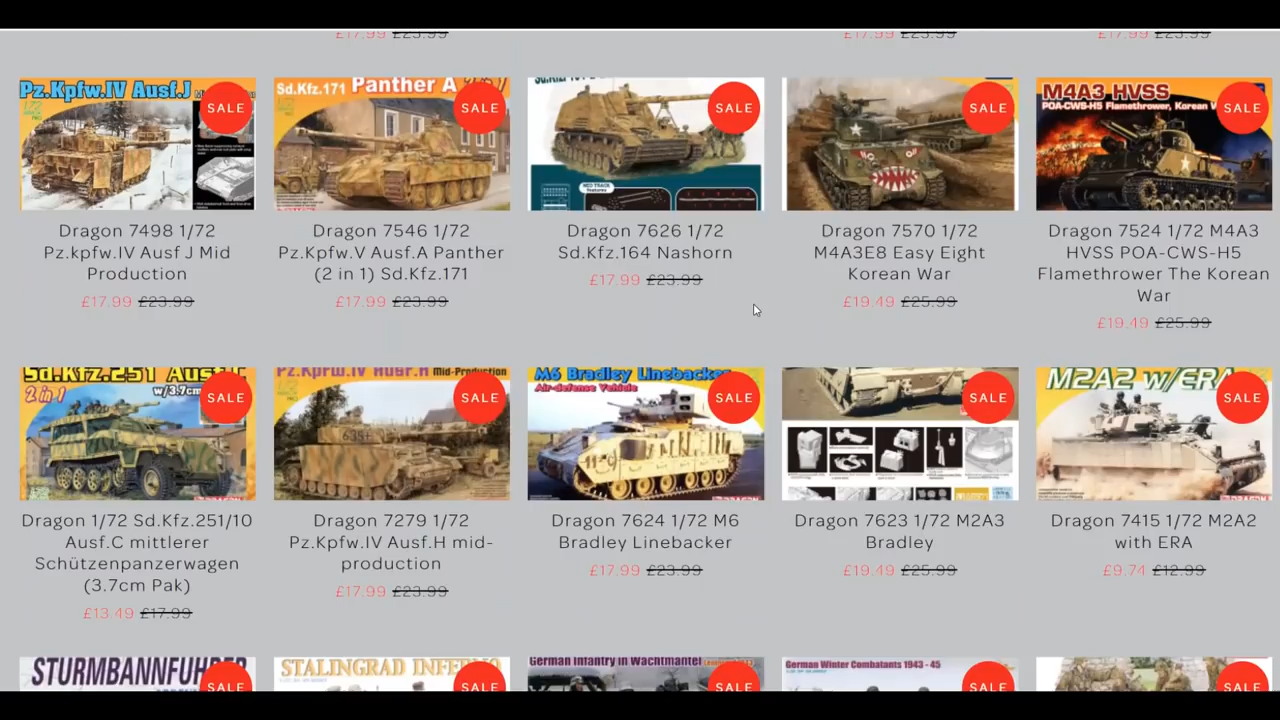 £17.99 £23.99
£17.99 £23.99
£17.99 £23.99
Pz.Kpfw.IV Ausf.J
SALE
Sd.Kfz.171 Panther A
SALE
SALE
NEO TRACK
features
SALE
M4A3 HVSS
POA-CWS-H5 Flamethrower, Korean
SALE
Dragon 7498 1/72
Pz.kpfw.IV Ausf J Mid
Production
£17.99 £23.99
Dragon 7546 1/72
Pz.Kpfw.V Ausf.A Panther
(2 in 1) Sd.Kfz.171
£17.99 £23.99
Dragon 7626 1/72
Sd.Kfz.164 Nashorn
£17.99 £23.99
Dragon 7570 1/72
M4A3E8 Easy Eight
Korean War
£19.49 £25.99
Dragon 7524 1/72 M4A3
HVSS POA-CWS-H5
Flamethrower The Korean
War
£19.49 £25.99
Sd.Kfz.251 Ausf.C
2 in 1
w/3.7cm
SALE
Pz.Kpfw.IV Ausf.H Mid-Production
SALE
M6 Bradley Linebacker
Air-defense Vehicle
SALE
SALE
M2A2 w/ERA
SALE
Dragon 1/72 Sd.Kfz.251/10
Ausf.C mittlerer
Schützenpanzerwagen
(3.7cm Pak)
£13.49 £17.99
Dragon 7279 1/72
Pz.Kpfw.IV Ausf.H mid-
production
£17.99 £23.99
Dragon 7624 1/72 M6
Bradley Linebacker
£17.99 £23.99
Dragon 7623 1/72 M2A3
Bradley
£19.49 £25.99
Dragon 7415 1/72 M2A2
with ERA
£9.74 £12.99
STURMBANNFUHRER
SALE
STALINGRAD INFERNO
SALE
German Infantry in Wachtmantel
SALE
German Winter Combatants 1943 - 45
SALE
SALE